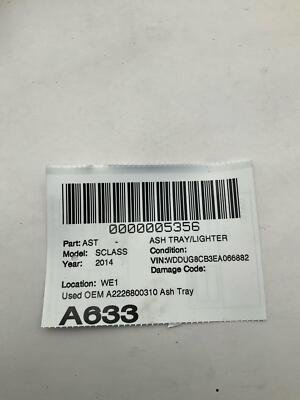 0000005356
Part: AST - ASH TRAY/LIGHTER
Model: SCLASS Condition:
Year: 2014 VIN:WDDUG8CB3EA066882
Damage Code:
Location: WE1
Used OEM A2226800310 Ash Tray
A633